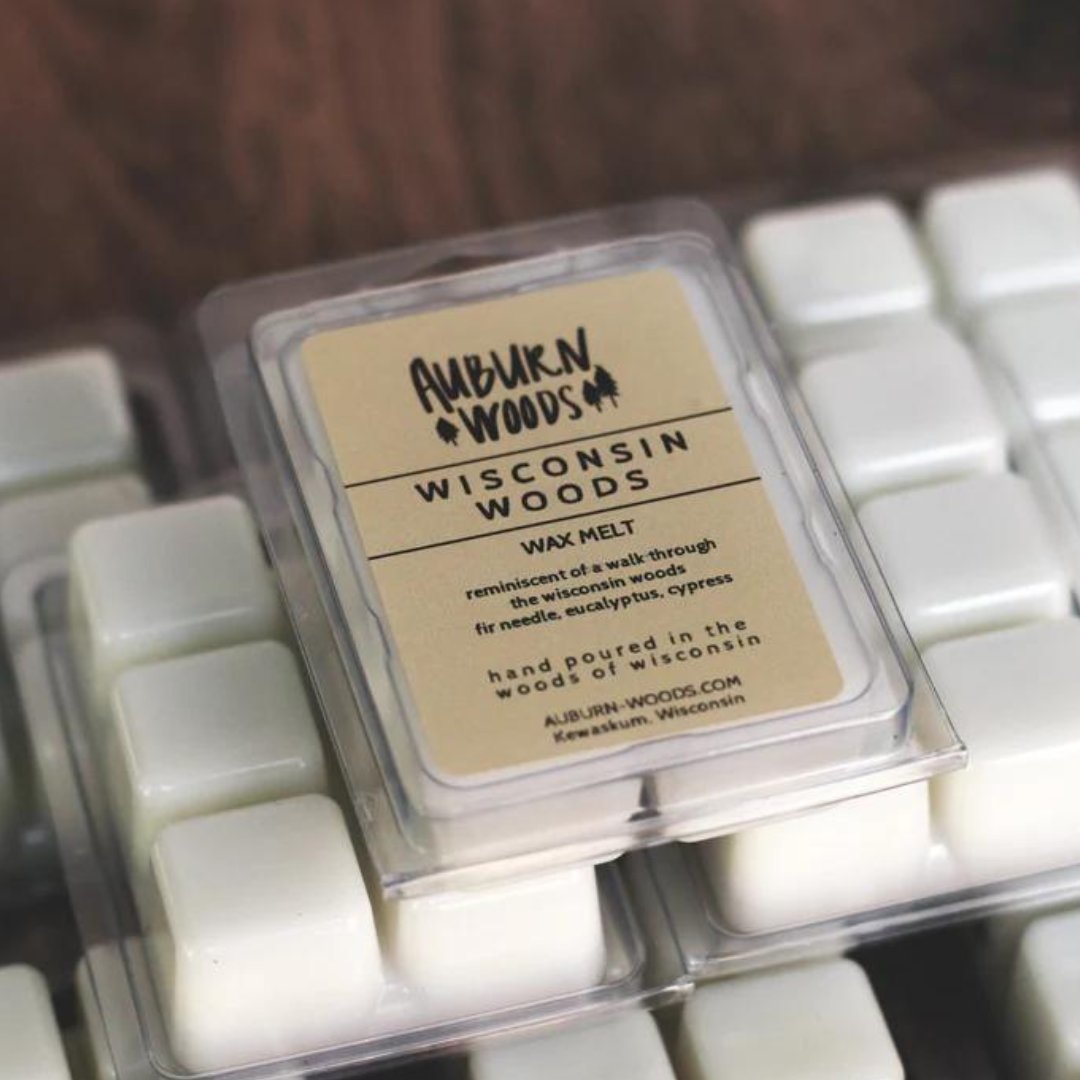 AUBURN
WOODS
WISCONSIN
WOODS
WAX MELT
reminiscent of a walk through
the wisconsin woods
fir needle, eucalyptus, cypress
hand poured in the
woods of wisconsin
AUBURN-WOODS.COM
Kewaskum, Wisconsin